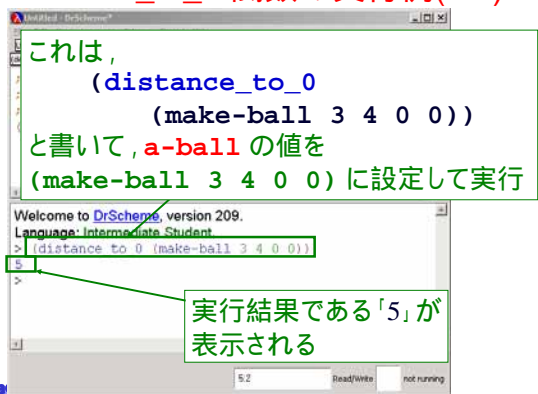 Untitled - DrScheme*
これは,
(distance_to_0
(make-ball 3 4 0 0))
と書いて,a-ball の値を
(make-ball 3 4 0 0) に設定して実行
Welcome to DrScheme, version 209.
Language: Intermediate Student.
> (distance_to_0 (make-ball 3 4 0 0))
5
>
実行結果である「5」が
表示される
5:2 Read/Write not running